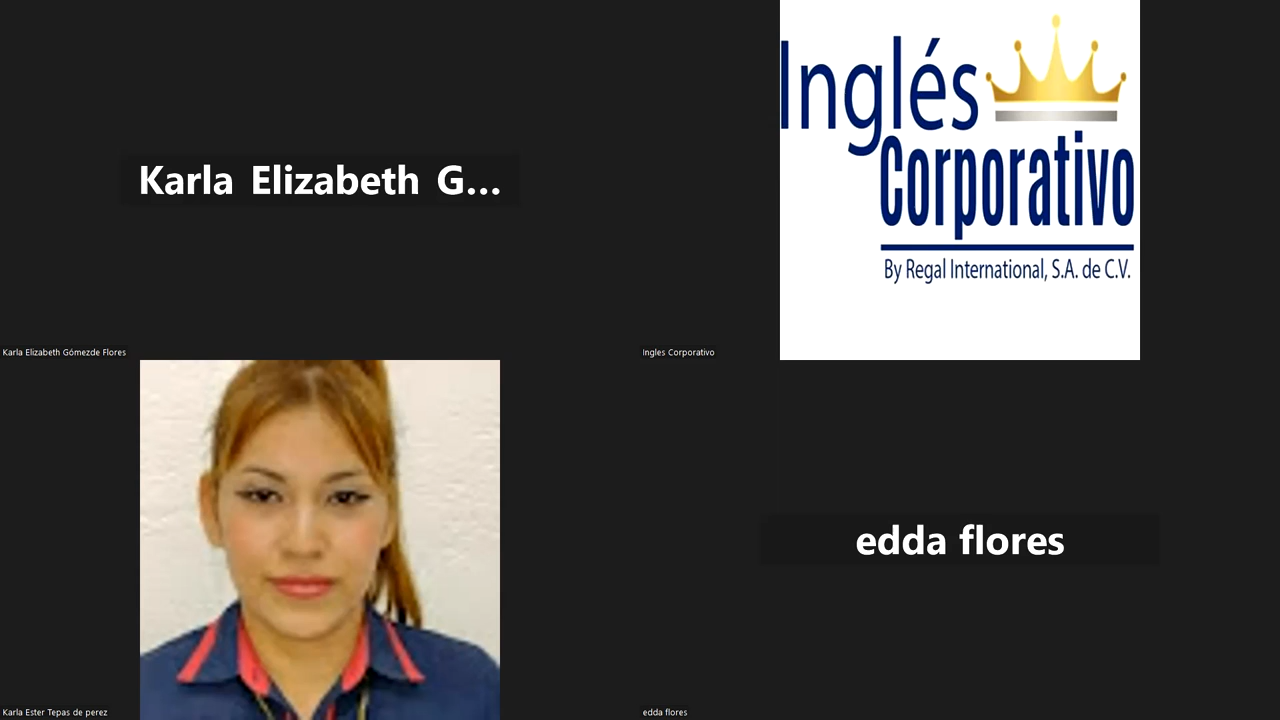 Karla Elizabeth G...
Karla Elizabeth Gómezde Flores
Inglés
Corporativo
By Regal International, S.A. de C.V.
Ingles Corporativo
Karla Ester Tepas de perez
edda flores
edda flores